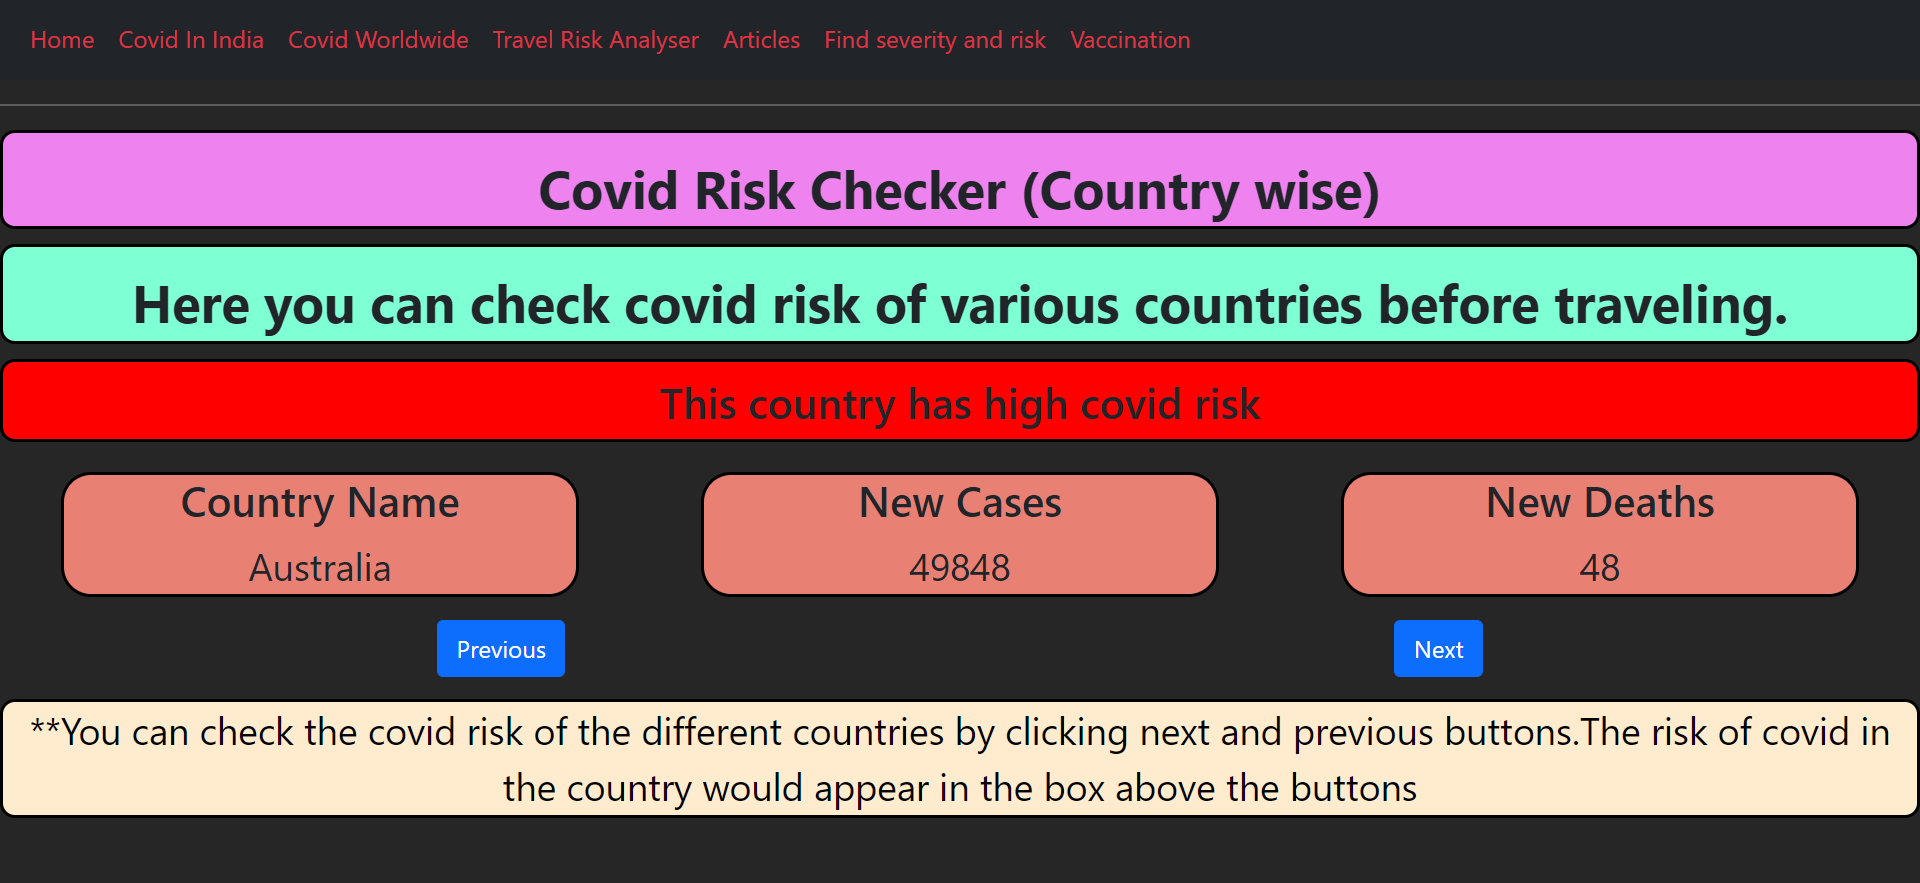 Home Covid In India Covid Worldwide Travel Risk Analyser Articles Find severity and risk Vaccination
Covid Risk Checker (Country wise)
Here you can check covid risk of various countries before traveling.
This country has high covid risk
Country Name
Australia
New Cases
49848
New Deaths
48
Previous
Next
**You can check the covid risk of the different countries by clicking next and previous buttons.The risk of covid in
the country would appear in the box above the buttons